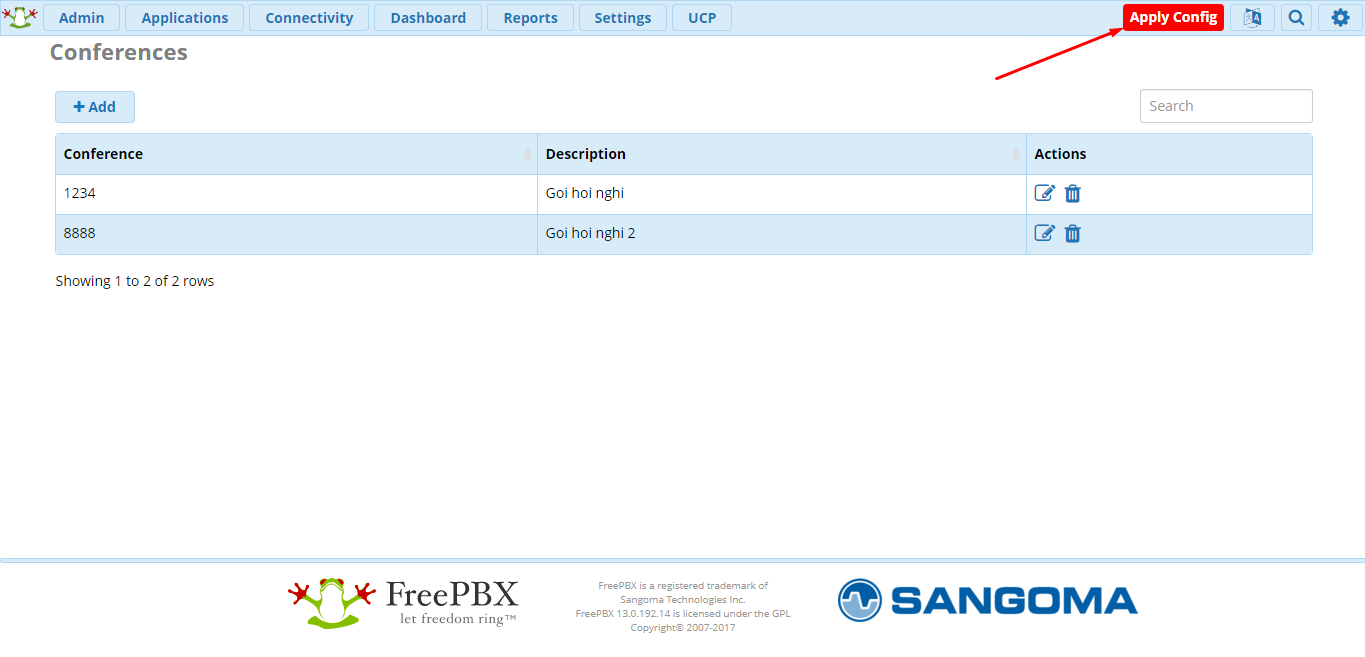 Admin Applications Connectivity Dashboard Reports Settings UCP Apply Config
Conferences
Add
Search
Conference Description Actions
1234 Goi hoi nghi
8888 Goi hoi nghi 2
Showing 1 to 2 of 2 rows
FreePBX
let freedom ring™
FreePBX is a registered trademark of
Sangoma Technologies Inc.
FreePBX 13.0.192.14 is licensed under the GPL
Copyright© 2007-2017
SANGOMA